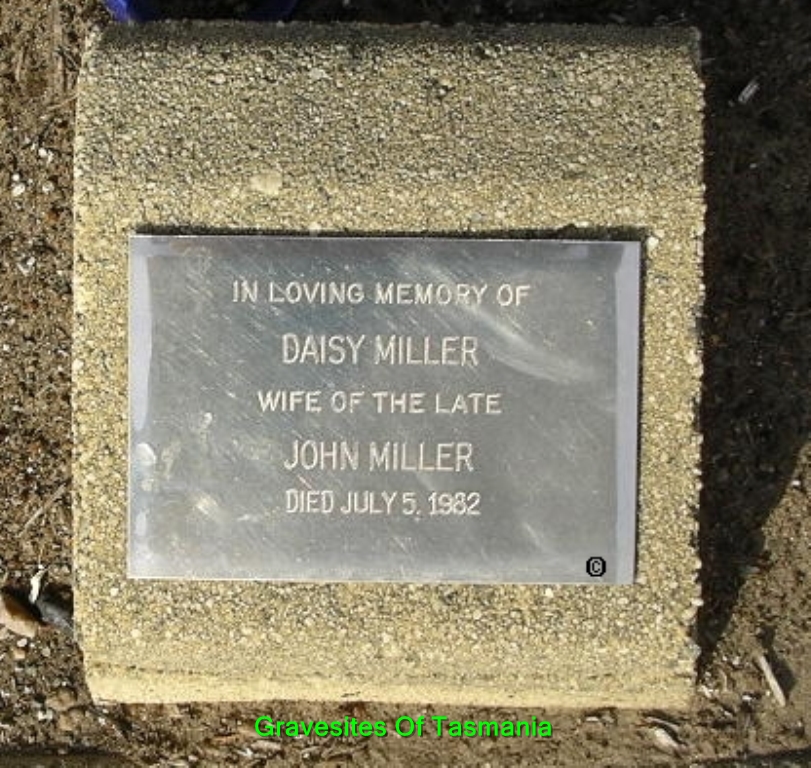 IN LOVING MEMORY OF
DAISY MILLER
WIFE OF THE LATE
JOHN MILLER
DIED JULY 5. 1982
©
Gravesites Of Tasmania